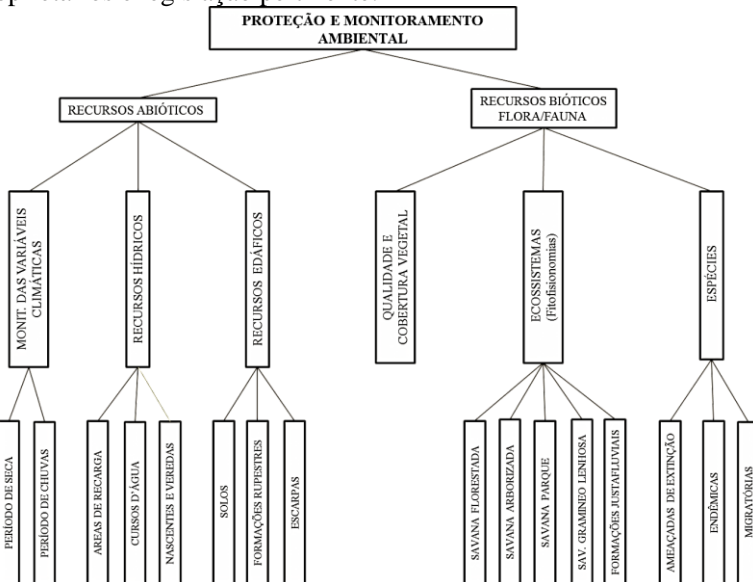 PROTEÇÃO E MONITORAMENTO
AMBIENTAL
RECURSOS ABIÓTICOS
RECURSOS BIÓTICOS
FLORA/FAUNA
MONIT. DAS VARIÁVEIS
CLIMÁTICAS
RECURSOS HÍDRICOS
RECURSOS EDÁFICOS
QUALIDADE E
COBERTURA VEGETAL
ECOSSISTEMAS
(Fitofisionomias)
ESPÉCIES
PERÍODO DE SECA
PERÍODO DE CHUVAS
AREAS DE RECARGA
CURSOS D'ÁGUA
NASCENTES E VEREDAS
SOLOS
FORMAÇÕES RUPESTRES
ESCARPAS
SAVANA FLORESTADA
SAVANA ARBORIZADA
SAVANA PARQUE
SAV. GRAMINEO LENHOSA
FORMAÇÕES JUSTAFLUVIAIS
AMEAÇADAS DE EXTINÇÃO
ENDÊMICAS
MIGRATÓRIAS